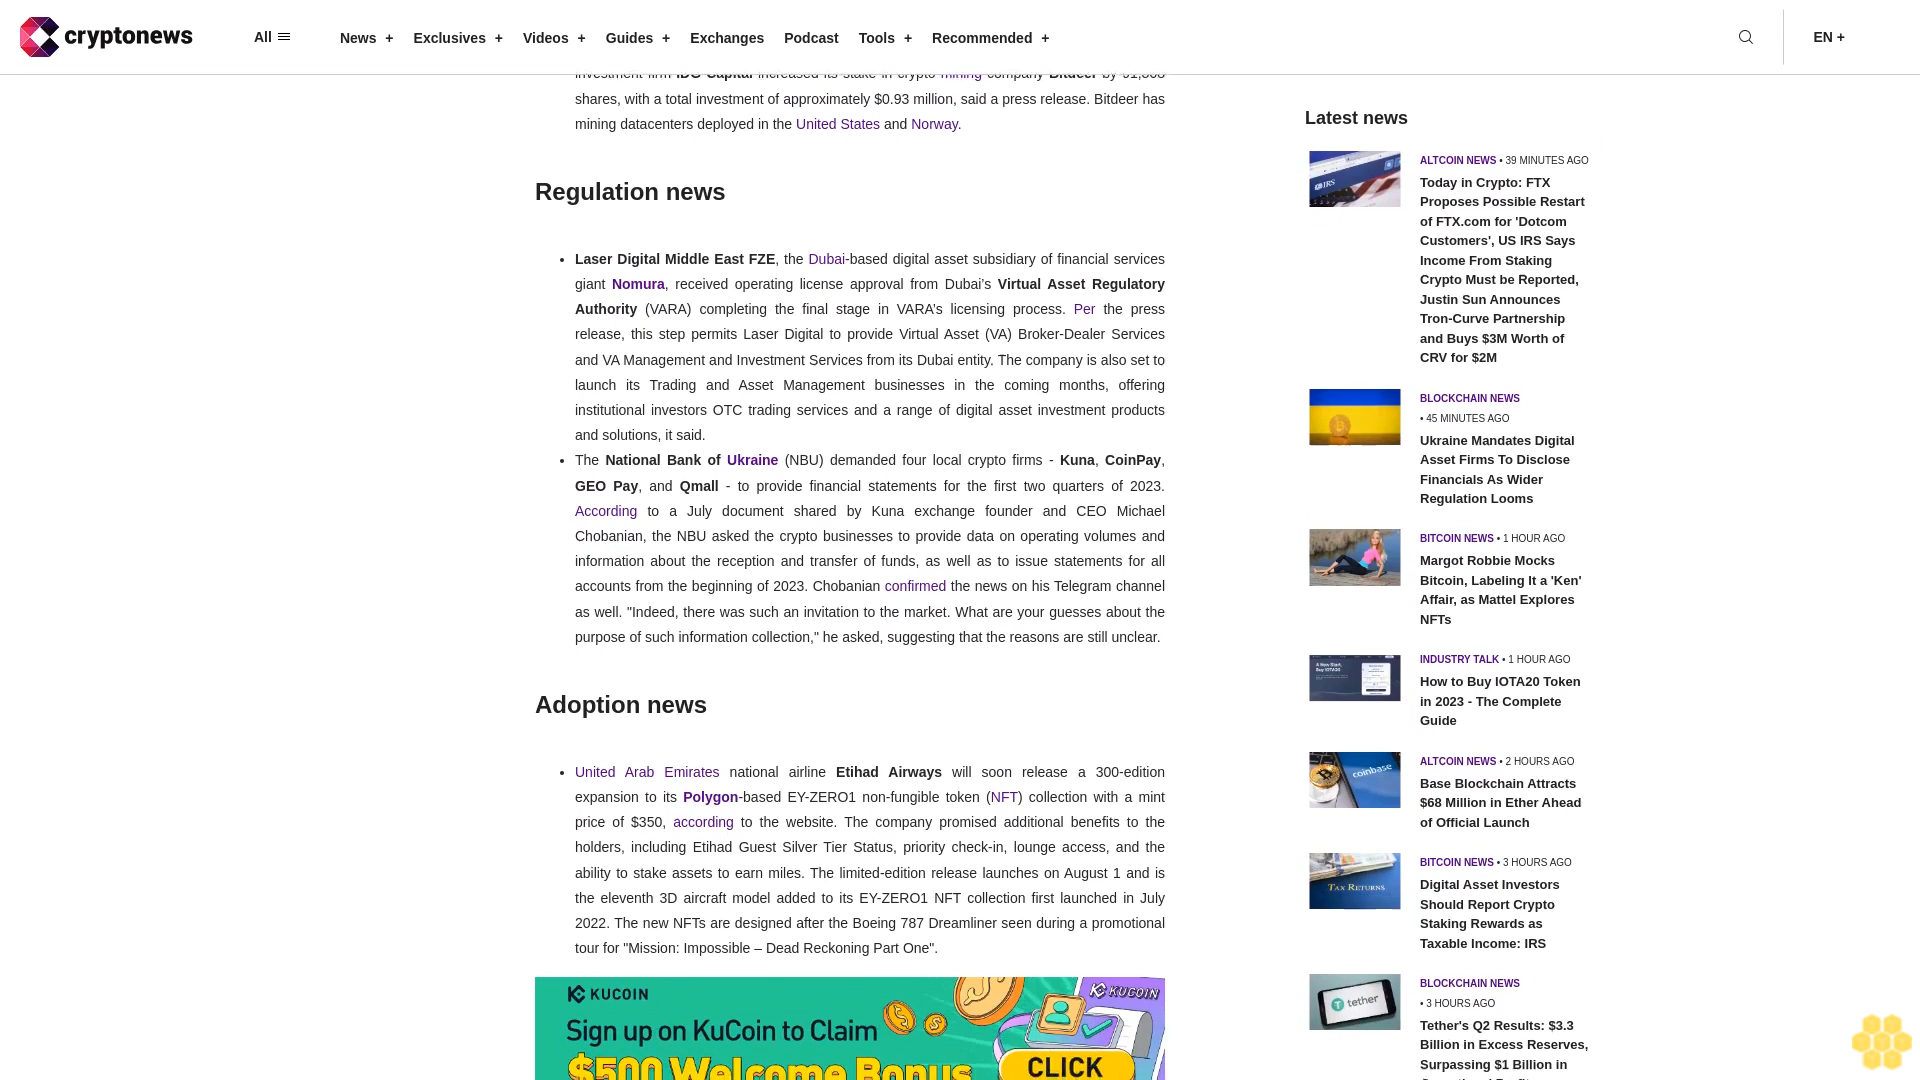 cryptonews
All
News +
Exclusives +
Videos +
Guides +
Exchanges
Podcast
Tools +
Recommended +
EN +
investment firm IDG Capital increased its stake in crypto mining company Bitdeer by
shares, with a total investment of approximately $0.93 million, said a press release. Bitdeer has
mining datacenters deployed in the United States and Norway.
Regulation news
• Laser Digital Middle East FZE, the Dubai-based digital asset subsidiary of financial services
giant Nomura, received operating license approval from Dubai’s Virtual Asset Regulatory
Authority (VARA) completing the final stage in VARA’s licensing process. Per the press
release, this step permits Laser Digital to provide Virtual Asset (VA) Broker-Dealer Services
and VA Management and Investment Services from its Dubai entity. The company is also set to
launch its Trading and Asset Management businesses in the coming months, offering
institutional investors OTC trading services and a range of digital asset investment products
and solutions, it said.
• The National Bank of Ukraine (NBU) demanded four local crypto firms - Kuna, CoinPay,
GEO Pay, and Qmall - to provide financial statements for the first two quarters of 2023.
According to a July document shared by Kuna exchange founder and CEO Michael
Chobanian, the NBU asked the crypto businesses to provide data on operating volumes and
information about the reception and transfer of funds, as well as to issue statements for all
accounts from the beginning of 2023. Chobanian confirmed the news on his Telegram channel
as well. "Indeed, there was such an invitation to the market. What are your guesses about the
purpose of such information collection," he asked, suggesting that the reasons are still unclear.
Adoption news
• United Arab Emirates national airline Etihad Airways will soon release a 300-edition
expansion to its Polygon-based EY-ZERO1 non-fungible token (NFT) collection with a mint
price of $350, according to the website. The company promised additional benefits to the
holders, including Etihad Guest Silver Tier Status, priority check-in, lounge access, and the
ability to stake assets to earn miles. The limited-edition release launches on August 1 and is
the eleventh 3D aircraft model added to its EY-ZERO1 NFT collection first launched in July
2022. The new NFTs are designed after the Boeing 787 Dreamliner seen during a promotional
tour for "Mission: Impossible – Dead Reckoning Part One".
KUCOIN
KUCOIN
Sign up on KuCoin to Claim
$500 Welcome Bonus
CLICK
Latest news
IRS
ALTCOIN NEWS • 39 MINUTES AGO
Today in Crypto: FTX
Proposes Possible Restart
of FTX.com for 'Dotcom
Customers', US IRS Says
Income From Staking
Crypto Must be Reported,
Justin Sun Announces
Tron-Curve Partnership
and Buys $3M Worth of
CRV for $2M
BLOCKCHAIN NEWS
• 45 MINUTES AGO
Ukraine Mandates Digital
Asset Firms To Disclose
Financials As Wider
Regulation Looms
BITCOIN NEWS • 1 HOUR AGO
Margot Robbie Mocks
Bitcoin, Labeling It a 'Ken'
Affair, as Mattel Explores
NFTs
A New Start:
Buy IOTA20
INDUSTRY TALK • 1 HOUR AGO
How to Buy IOTA20 Token
in 2023 - The Complete
Guide
coinbase
ALTCOIN NEWS • 2 HOURS AGO
Base Blockchain Attracts
$68 Million in Ether Ahead
of Official Launch
TAX RETURNS
BITCOIN NEWS • 3 HOURS AGO
Digital Asset Investors
Should Report Crypto
Staking Rewards as
Taxable Income: IRS
tether
BLOCKCHAIN NEWS
• 3 HOURS AGO
Tether's Q2 Results: $3.3
Billion in Excess Reserves,
Surpassing $1 Billion in